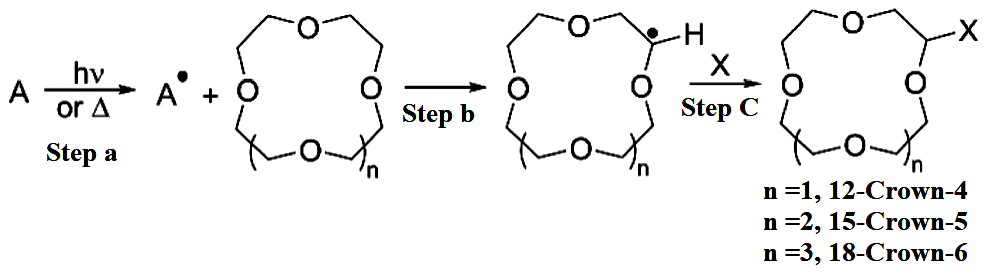 A
hν
or Δ
Step a
A•
+
O
O
O
O
n
Step b
O
O
O
O
n
•
H
X
Step C
O
O
O
O
n
X
n =1, 12-Crown-4
n =2, 15-Crown-5
n =3, 18-Crown-6